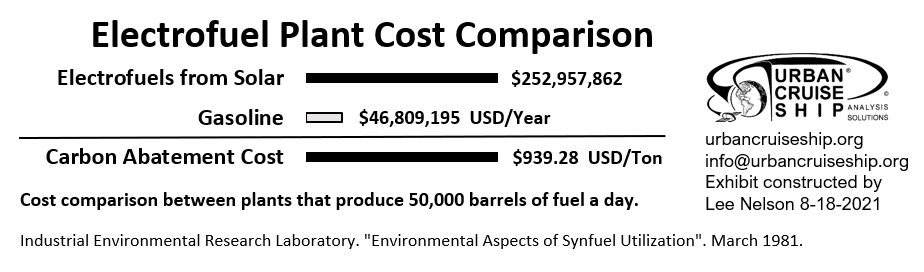 Electrofuel Plant Cost Comparison
Electrofuels from Solar $252,957,862
Gasoline $46,809,195 USD/Year
Carbon Abatement Cost $939.28 USD/Ton
Cost comparison between plants that produce 50,000 barrels of fuel a day.
Industrial Environmental Research Laboratory. "Environmental Aspects of Synfuel Utilization". March 1981.
URBAN®
CRUISE ©
SHIP ANALYSIS
SOLUTIONS
urbancruiseship.org
info@urbancruiseship.org
Exhibit constructed by
Lee Nelson 8-18-2021